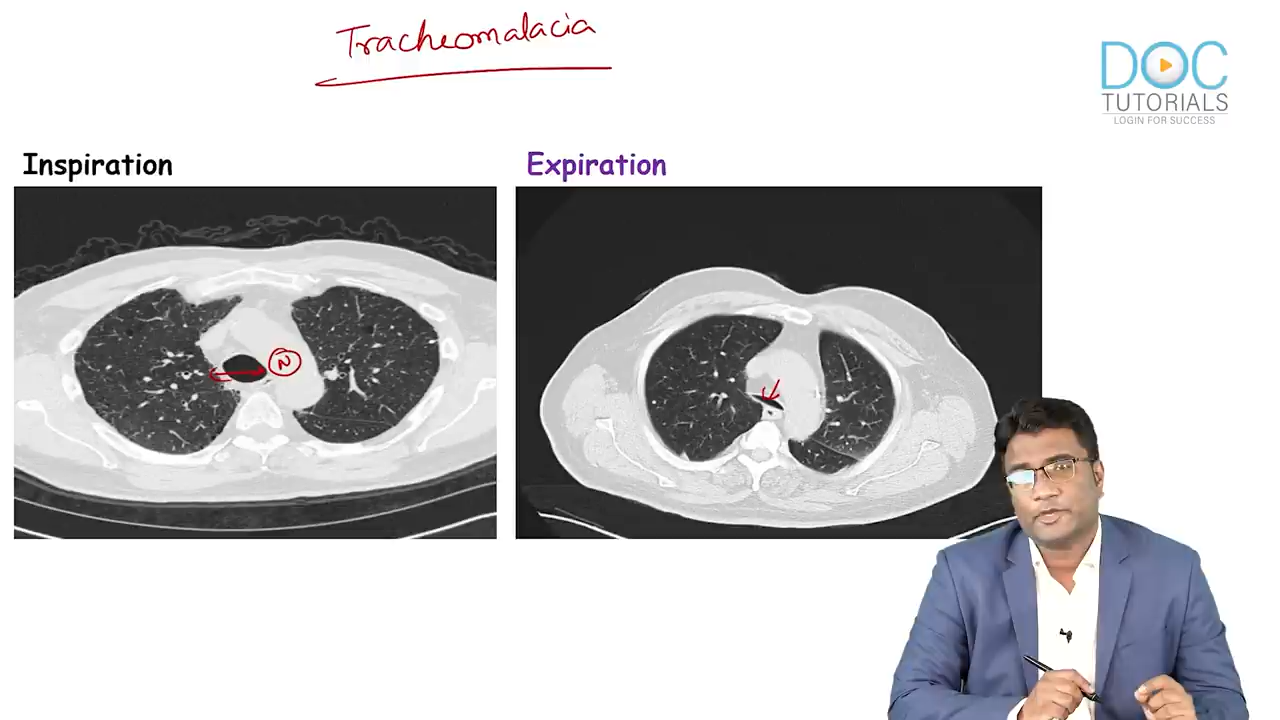 Tracheomalacia
DOC
TUTORIALS
LOGIN FOR SUCCESS
Inspiration
Expiration
N